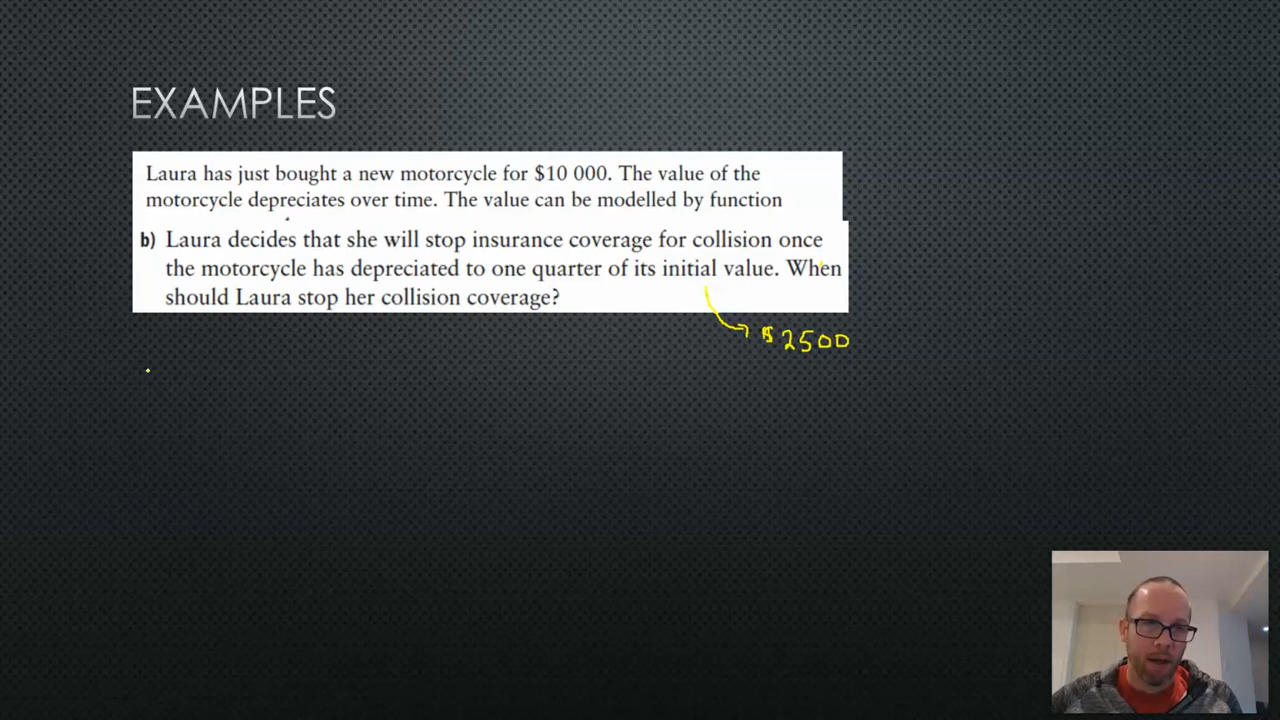 EXAMPLES
Laura has just bought a new motorcycle for $10 000. The value of the
motorcycle depreciates over time. The value can be modelled by function
b) Laura decides that she will stop insurance coverage for collision once
the motorcycle has depreciated to one quarter of its initial value. When
should Laura stop her collision coverage?
$2500